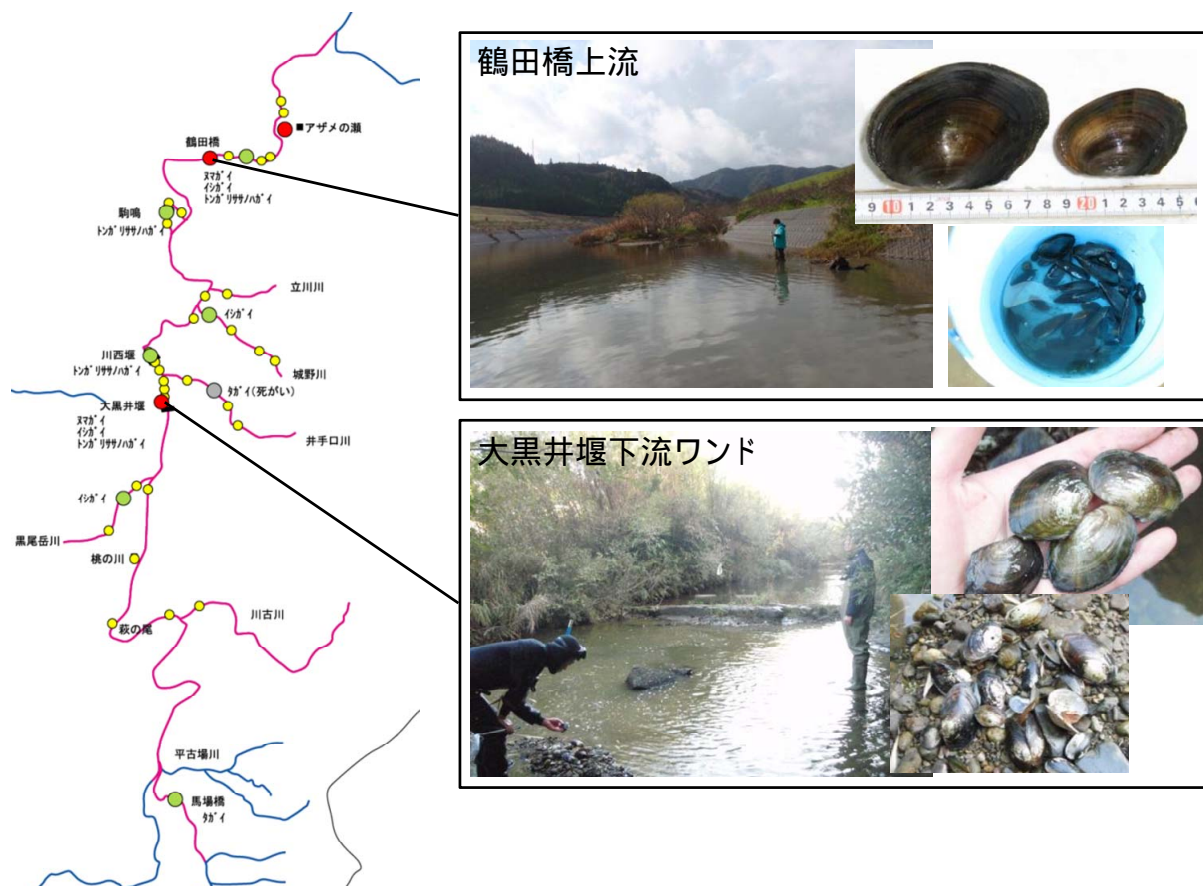 鶴田橋上流
■アザメの瀬
鶴田橋
ﾇﾏｶﾞｲ
ｲｼｶﾞｲ
ﾄﾝｶﾞﾘｻｻﾉﾊｶﾞｲ
駒鳴
ﾄﾝｶﾞﾘｻｻﾉﾊｶﾞｲ
9 10 1 2 3 4 5 6 7 8 9 20 1 2 3 4 5 6
立川川
ｲｼｶﾞｲ
川西堰
ﾄﾝｶﾞﾘｻｻﾉﾊｶﾞｲ
城野川
ﾀｶﾞｲ(死がい)
大黒井堰
ﾇﾏｶﾞｲ
ｲｼｶﾞｲ
ﾄﾝｶﾞﾘｻｻﾉﾊｶﾞｲ
井手口川
大黒井堰下流ワンド
ｲｼｶﾞｲ
黒尾岳川
桃の川
萩の尾
川古川
平古場川
馬場橋
ﾀｶﾞｲ